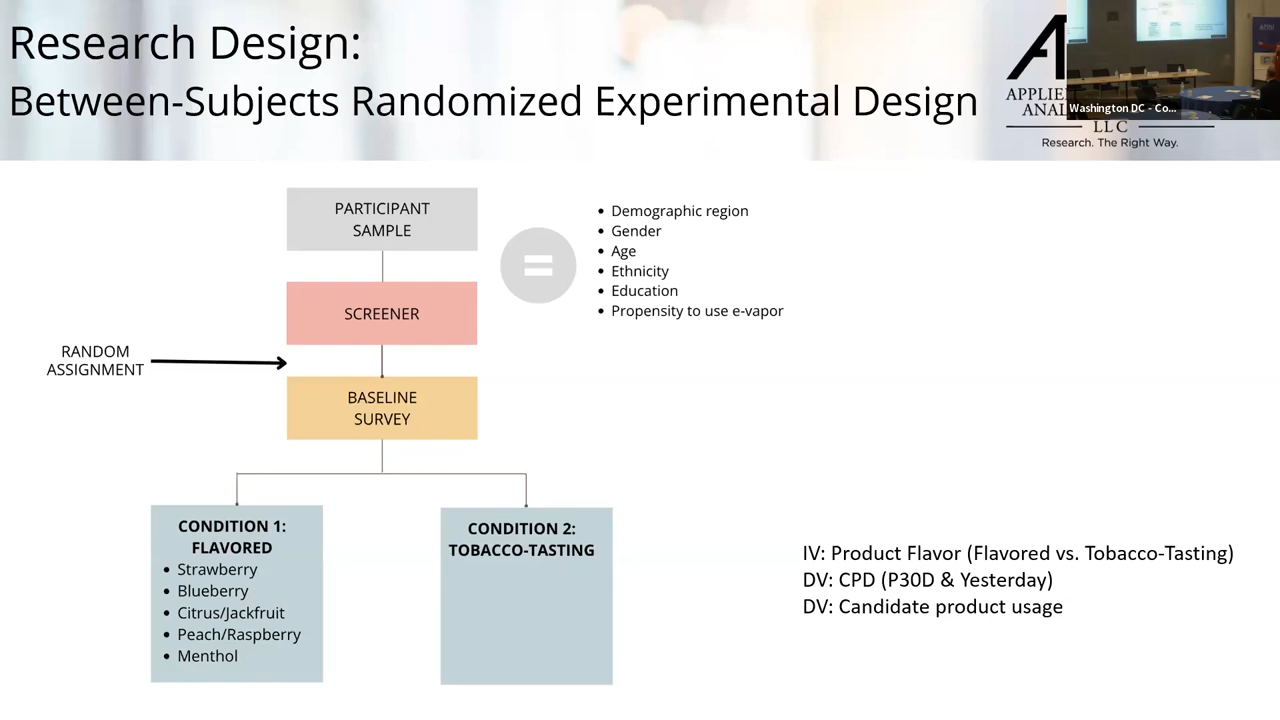 Research Design:
Between-Subjects Randomized Experimental Design
APPLIE
ANAL
LLC
Research. The Right Way.
Washington DC - Co...
PARTICIPANT
SAMPLE
• Demographic region
• Gender
• Age
• Ethnicity
• Education
• Propensity to use e-vapor
SCREENER
RANDOM
ASSIGNMENT
BASELINE
SURVEY
CONDITION 1:
FLAVORED
• Strawberry
• Blueberry
• Citrus/Jackfruit
• Peach/Raspberry
• Menthol
CONDITION 2:
TOBACCO-TASTING
IV: Product Flavor (Flavored vs. Tobacco-Tasting)
DV: CPD (P30D & Yesterday)
DV: Candidate product usage